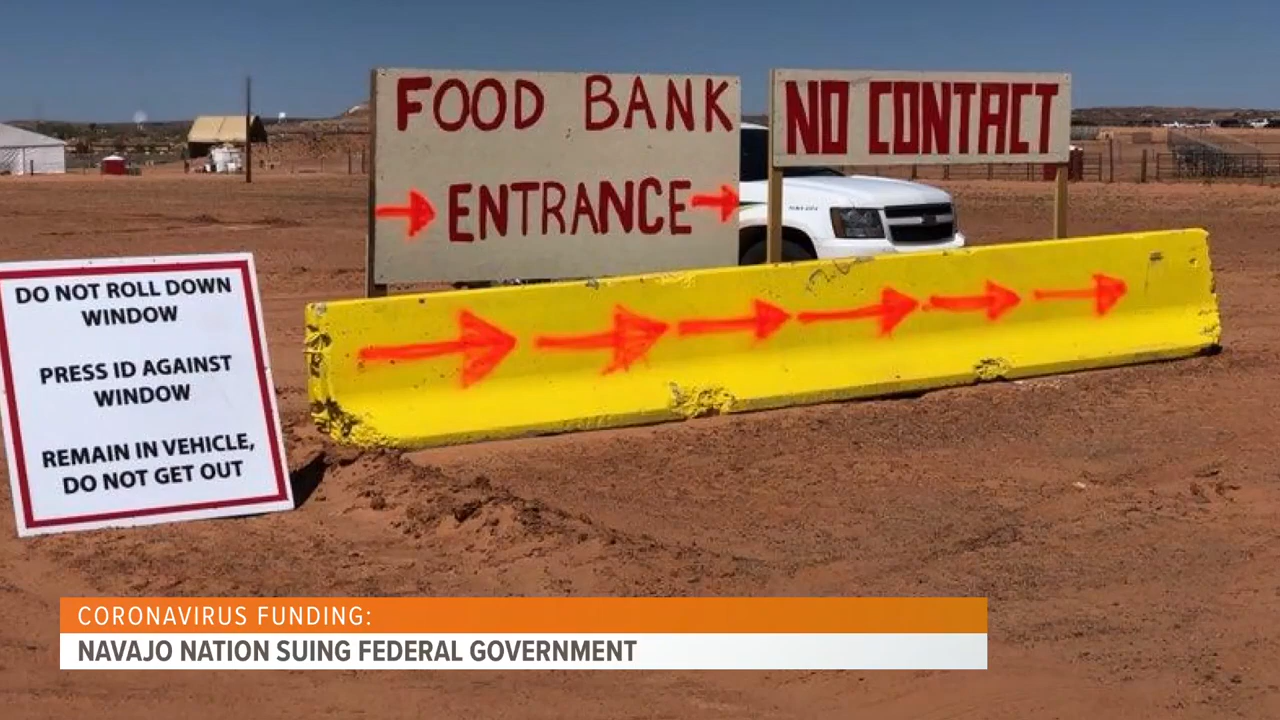 FOOD BANK
ENTRANCE
NO CONTACT
DO NOT ROLL DOWN
WINDOW
PRESS ID AGAINST
WINDOW
REMAIN IN VEHICLE,
DO NOT GET OUT
CORONAVIRUS FUNDING:
NAVAJO NATION SUING FEDERAL GOVERNMENT